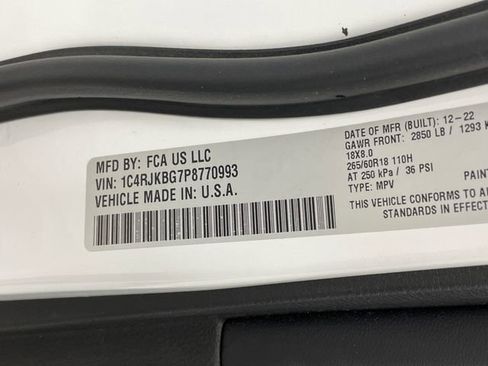 MFD BY: FCA US LLC
VIN: 1C4RJKBG7P8770993
VEHICLE MADE IN: U.S.A.
DATE OF MFR (BUILT): 12-22
GAWR FRONT: 2850 LB / 1293 K
18X8.0
265/60R18 110H
AT 250 kPa / 36 PSI
TYPE: MPV
PAIN
THIS VEHICLE CONFORMS TO AL
STANDARDS IN EFFECT